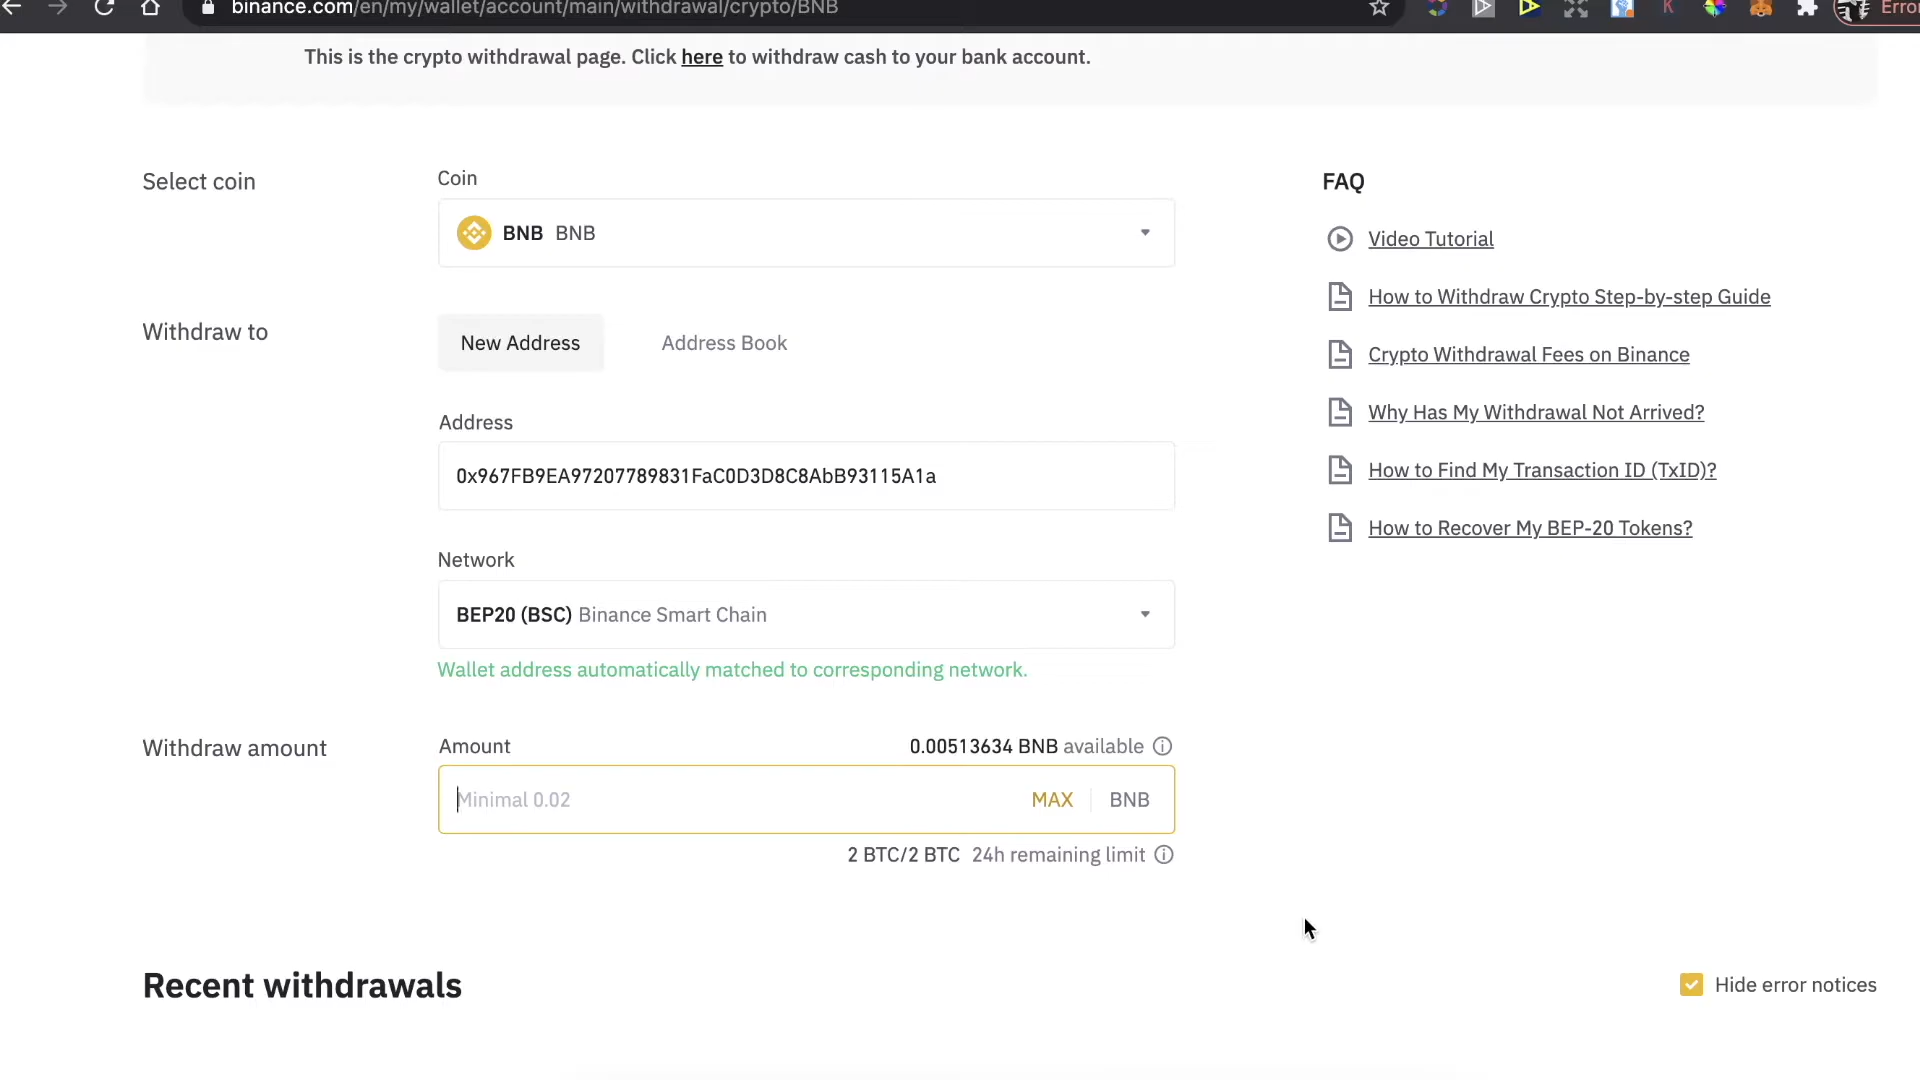 binance.com/en/my/wallet/account/main/withdrawal/crypto/BNB
Erro
This is the crypto withdrawal page. Click here to withdraw cash to your bank account.
Select coin
Coin
BNB BNB
FAQ
Video Tutorial
How to Withdraw Crypto Step-by-step Guide
Crypto Withdrawal Fees on Binance
Why Has My Withdrawal Not Arrived?
How to Find My Transaction ID (TxID)?
How to Recover My BEP-20 Tokens?
Withdraw to
New Address
Address Book
Address
0x967FB9EA97207789831FaC0D3D8C8AbB93115A1a
Network
BEP20 (BSC) Binance Smart Chain
Wallet address automatically matched to corresponding network.
Withdraw amount
Amount
0.00513634 BNB available
Minimal 0.02
MAX
BNB
2 BTC/2 BTC 24h remaining limit
Recent withdrawals
Hide error notices